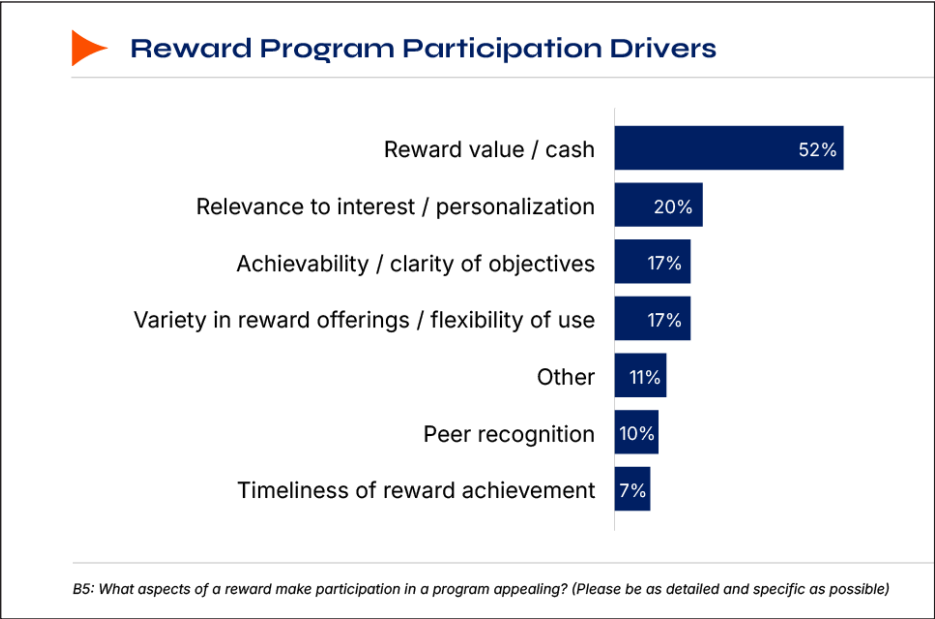 Reward Program Participation Drivers
Reward value / cash 52%
Relevance to interest / personalization 20%
Achievability / clarity of objectives 17%
Variety in reward offerings / flexibility of use 17%
Other 11%
Peer recognition 10%
Timeliness of reward achievement 7%
B5: What aspects of a reward make participation in a program appealing? (Please be as detailed and specific as possible)